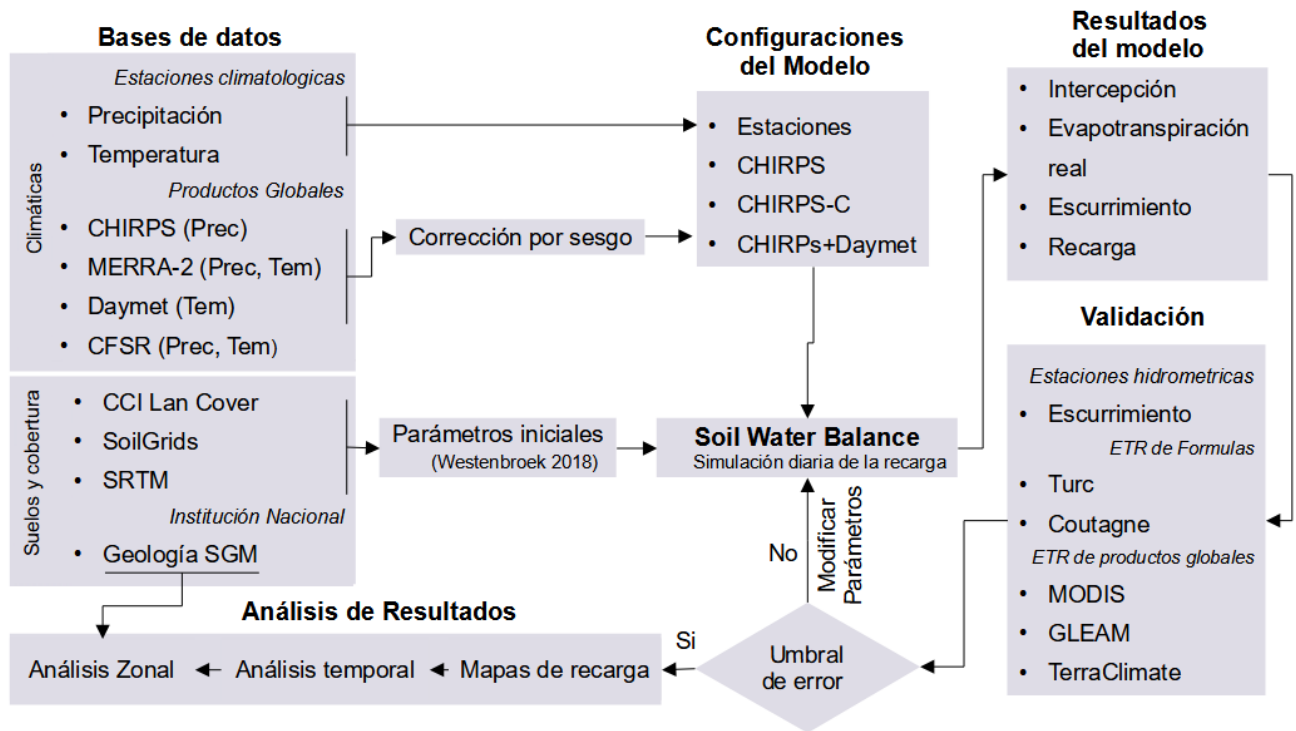 Bases de datos
Climáticas
Estaciones climatologicas
• Precipitación
• Temperatura
Productos Globales
• CHIRPS (Prec)
• MERRA-2 (Prec, Tem)
• Daymet (Tem)
• CFSR (Prec, Tem)
Suelos y cobertura
• CCI Lan Cover
• SoilGrids
• SRTM
Institución Nacional
• Geología SGM
Corrección por sesgo
Parámetros iniciales
(Westenbroek 2018)
Configuraciones
del Modelo
• Estaciones
• CHIRPS
• CHIRPS-C
• CHIRPs+Daymet
Soil Water Balance
Simulación diaria de la recarga
Resultados
del modelo
• Intercepción
• Evapotranspiración
real
• Escurrimiento
• Recarga
Validación
Estaciones hidrometricas
• Escurrimiento
ETR de Formulas
• Turc
• Coutagne
ETR de productos globales
• MODIS
• GLEAM
• TerraClimate
Umbral
de error
No
Modificar
Parámetros
Si
Análisis de Resultados
Análisis Zonal
Análisis temporal
Mapas de recarga